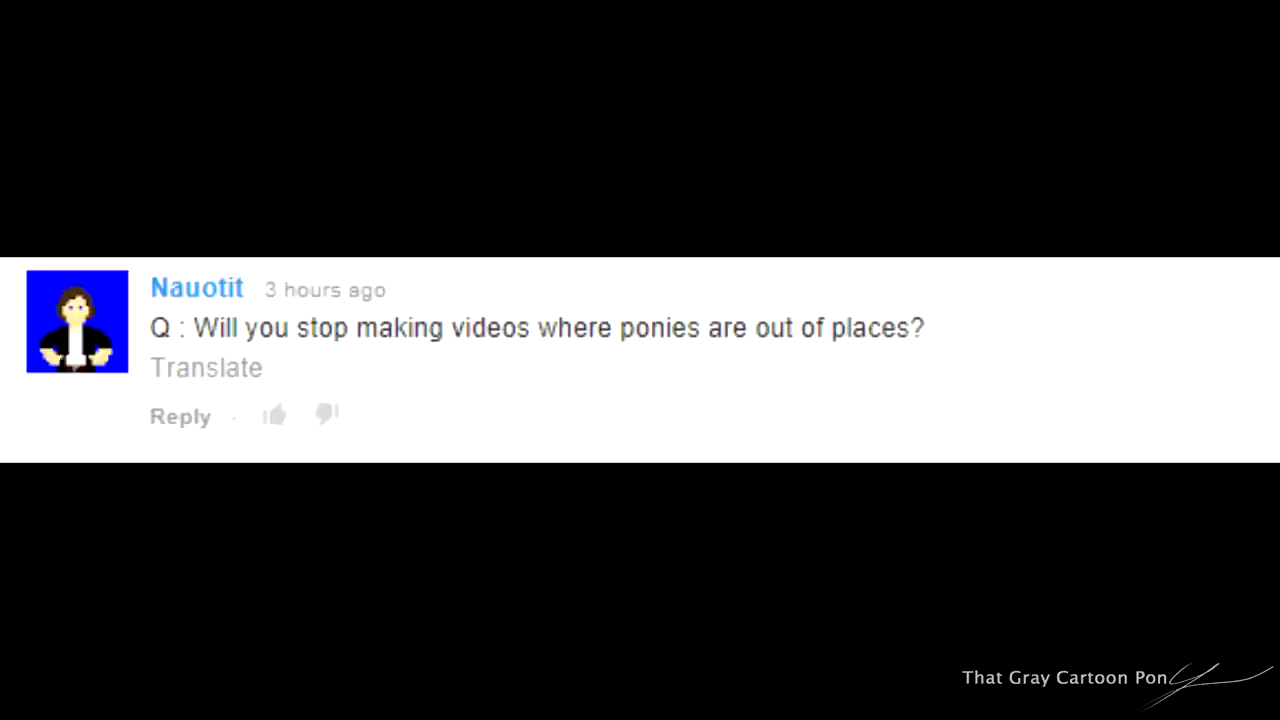 Nauotit 3 hours ago
Q : Will you stop making videos where ponies are out of places?
Translate
Reply ·
That Gray Cartoon Pony